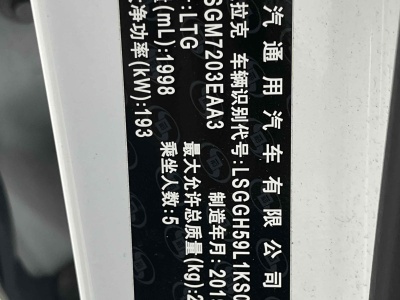 汽通用汽车有限公司
拉克 车辆识别代号:LSGGH59L1KS0
SGM7203EAA3
制造年月:201
:LTG
最大允许总质量(kg):2
(mL):1998
乘坐人数:5
净功率(kW):193